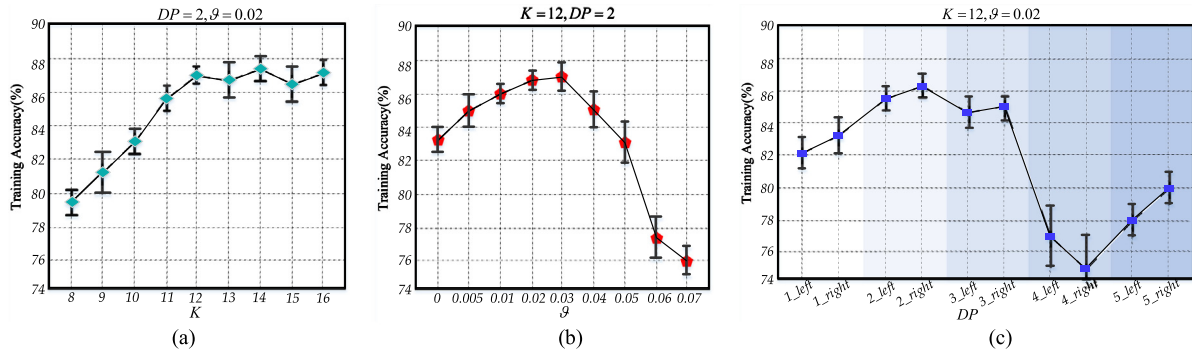 DP = 2, ϑ = 0.02
90
88
86
84
82
80
78
76
74
Training Accuracy(%)
8 9 10 11 12 13 14 15 16
K
(a)
K = 12, DP = 2
90
88
86
84
82
80
78
76
74
Training Accuracy(%)
0 0.005 0.01 0.02 0.03 0.04 0.05 0.06 0.07
ϑ
(b)
K = 12, ϑ = 0.02
90
88
86
84
82
80
78
76
74
Training Accuracy(%)
1_left 1_right 2_left 2_right 3_left 3_right 4_left 4_right 5_left 5_right
DP
(c)